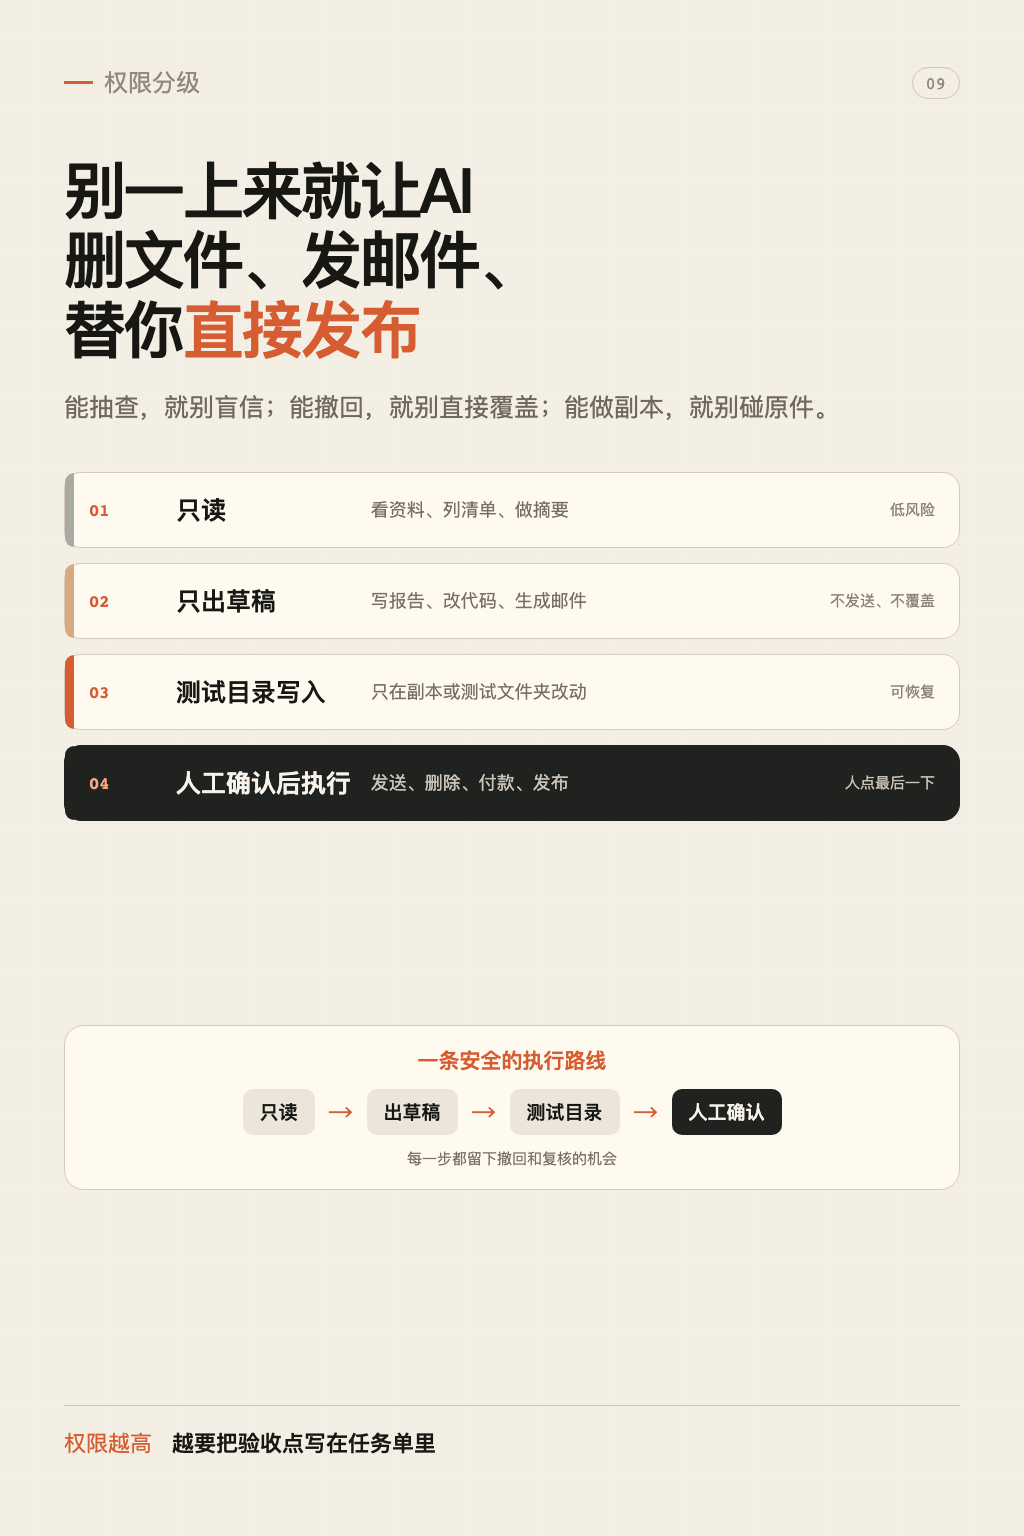 权限分级
09
别一上来就让AI
删文件、发邮件、
替你直接发布
能抽查，就别盲信；能撤回，就别直接覆盖；能做副本，就别碰原件。
01 只读 看资料、列清单、做摘要 低风险
02 只出草稿 写报告、改代码、生成邮件 不发送、不覆盖
03 测试目录写入 只在副本或测试文件夹改动 可恢复
04 人工确认后执行 发送、删除、付款、发布 人点最后一下
一条安全的执行路线
只读 → 出草稿 → 测试目录 → 人工确认
每一步都留下撤回和复核的机会
权限越高 越要把验收点写在任务单里